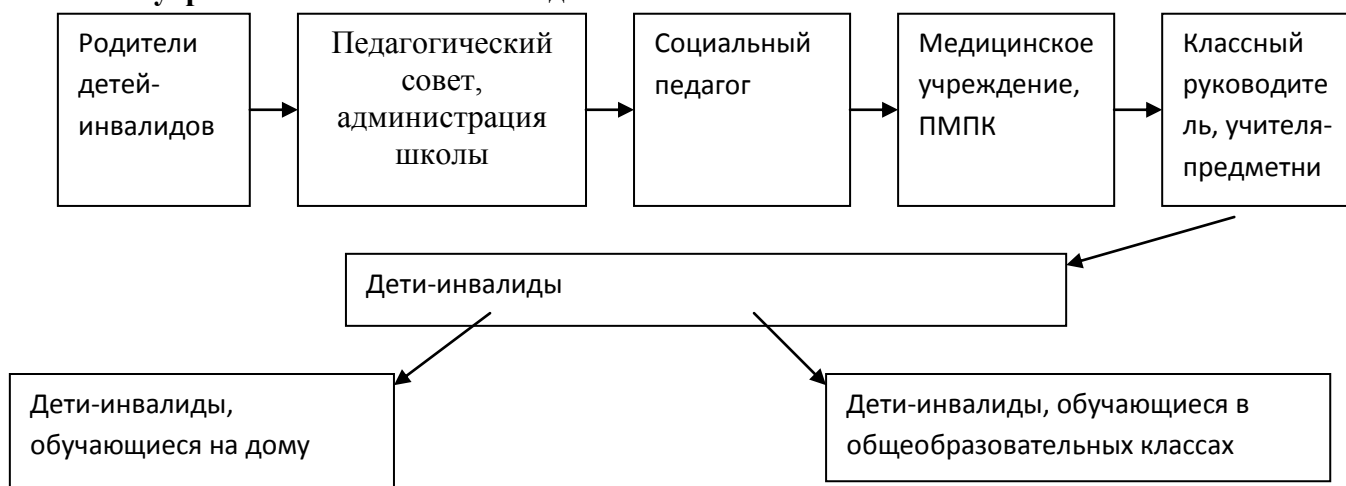 Родители
детей-
инвалидов
Педагогический
совет,
администрация
школы
Социальный
педагог
Медицинское
учреждение,
ПМПК
Классный
руководите
ль, учителя-
предметни
Дети-инвалиды
Дети-инвалиды,
обучающиеся на дому
Дети-инвалиды, обучающиеся в
общеобразовательных классах